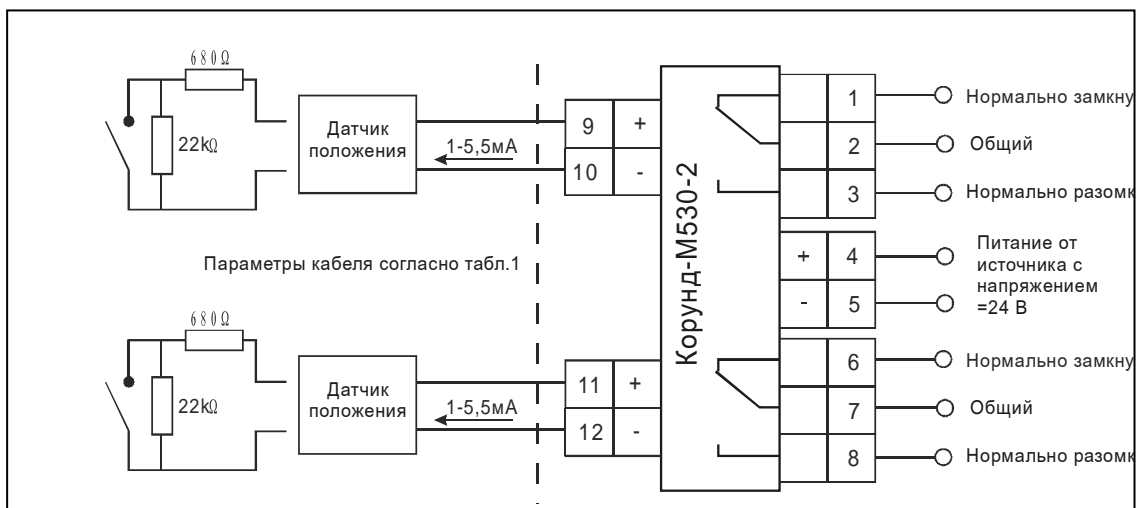 680Ω
22kΩ
Датчик
положения
1-5,5мА
9 +
10 -
Параметры кабеля согласно табл.1
680Ω
22kΩ
Датчик
положения
1-5,5мА
11 +
12 -
Корунд-М530-2
1 Нормально замкну
2 Общий
3 Нормально разомк
+ 4
- 5
Питание от
источника с
напряжением
=24 В
6 Нормально замкну
7 Общий
8 Нормально разомк